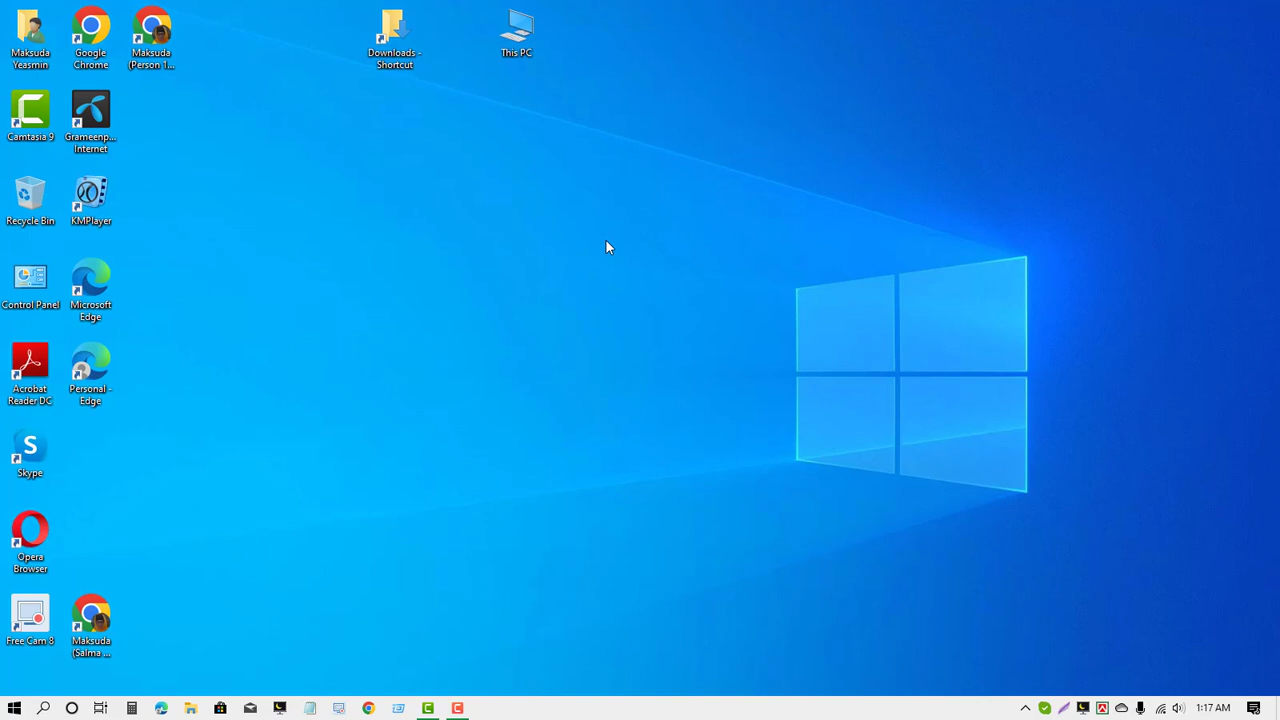 Maksuda
Yeasmin
Google
Chrome
Maksuda
(Person 1...
Downloads -
Shortcut
This PC
Camtasia 9
Grameenp...
Internet
Recycle Bin
KMPlayer
Control Panel
Microsoft
Edge
Acrobat
Reader DC
Personal -
Edge
S
Skype
Opera
Browser
Free Cam 8
Maksuda
(Salma ...
1:17 AM